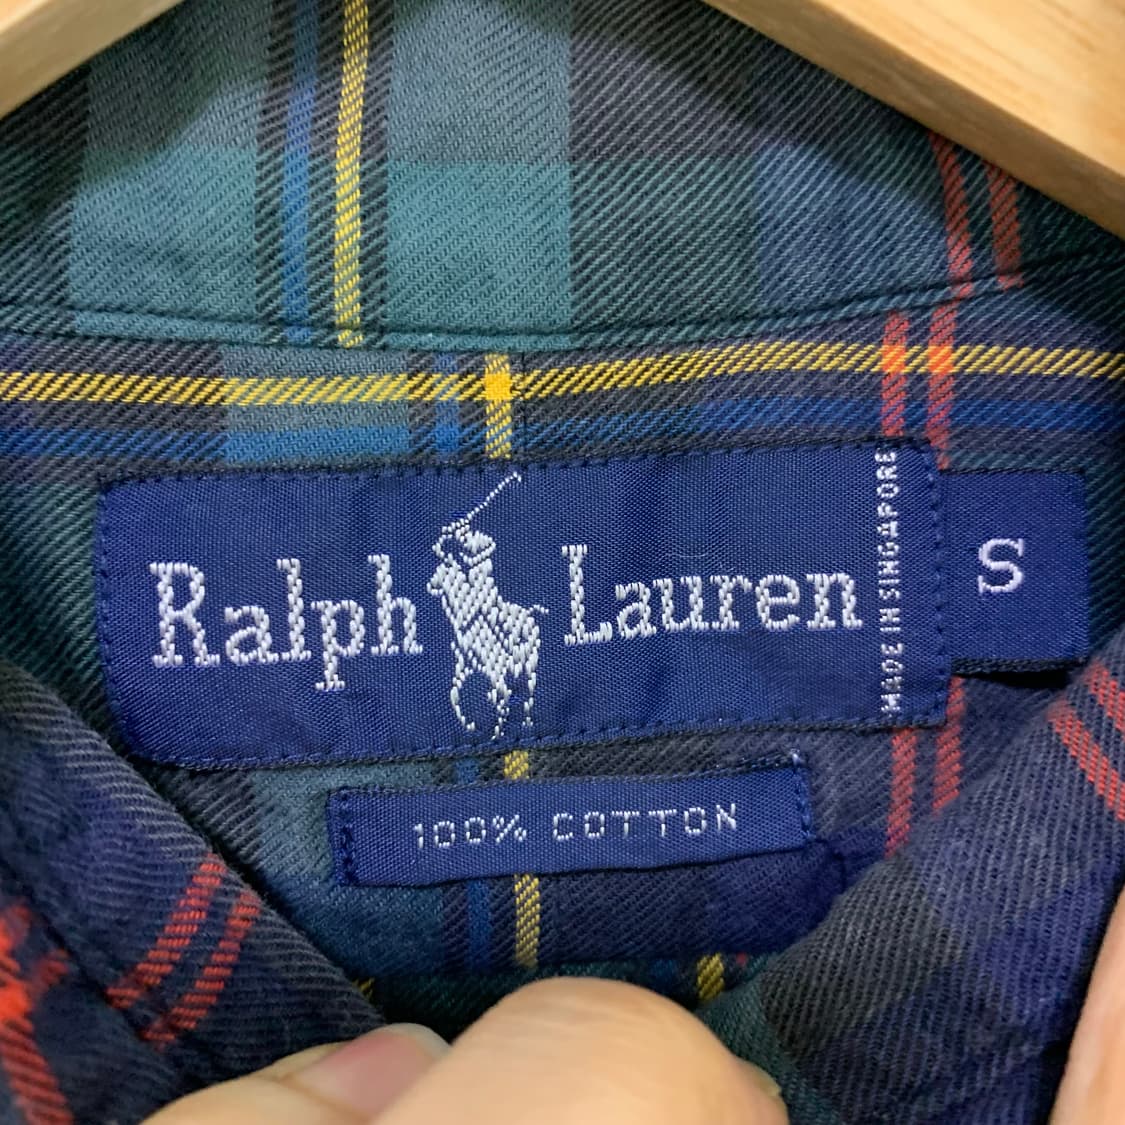 Ralph Lauren
MADE IN SINGAPORE
S
100% COTTON